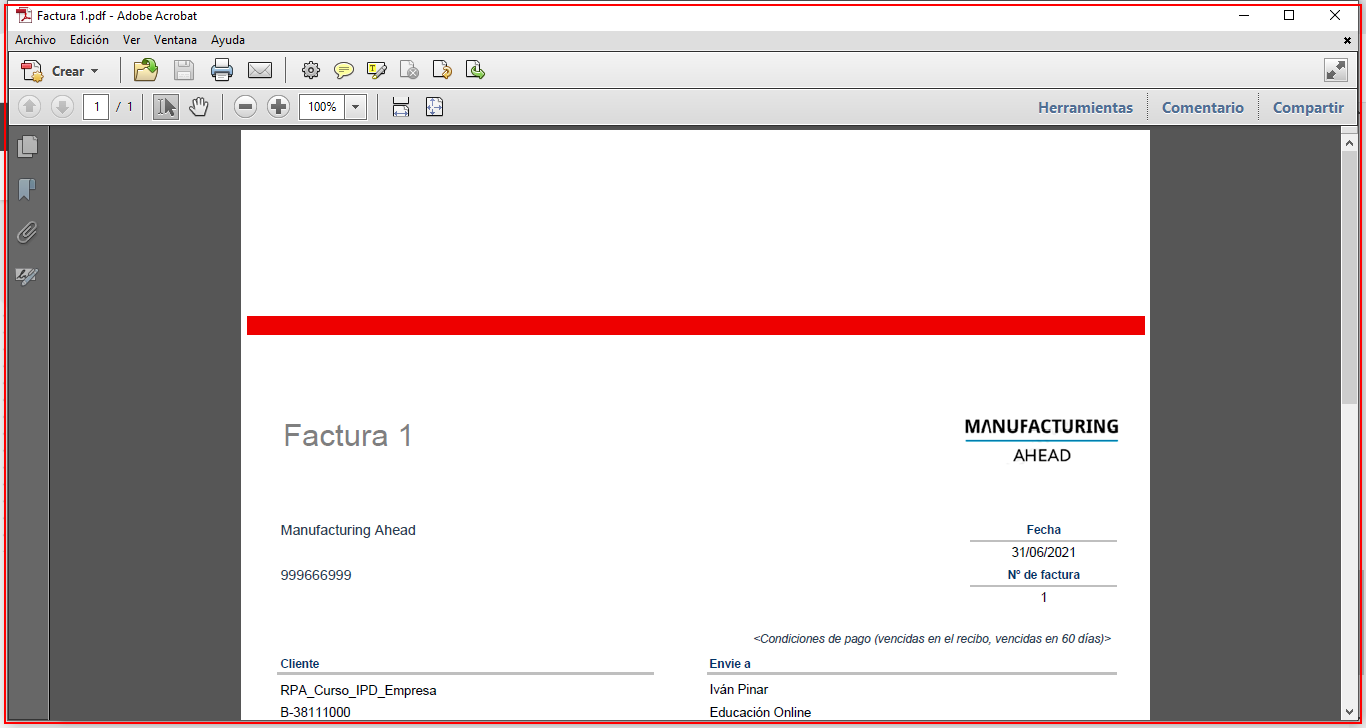 Factura 1.pdf - Adobe Acrobat
Archivo Edición Ver Ventana Ayuda
Crear
1 / 1 100% Herramientas Comentario Compartir
Factura 1
MANUFACTURING
AHEAD
Manufacturing Ahead
Fecha
31/06/2021
999666999
Nº de factura
1
<Condiciones de pago (vencidas en el recibo, vencidas en 60 días)>
Cliente Envie a
RPA_Curso_IPD_Empresa Iván Pinar
B-38111000 Educación Online